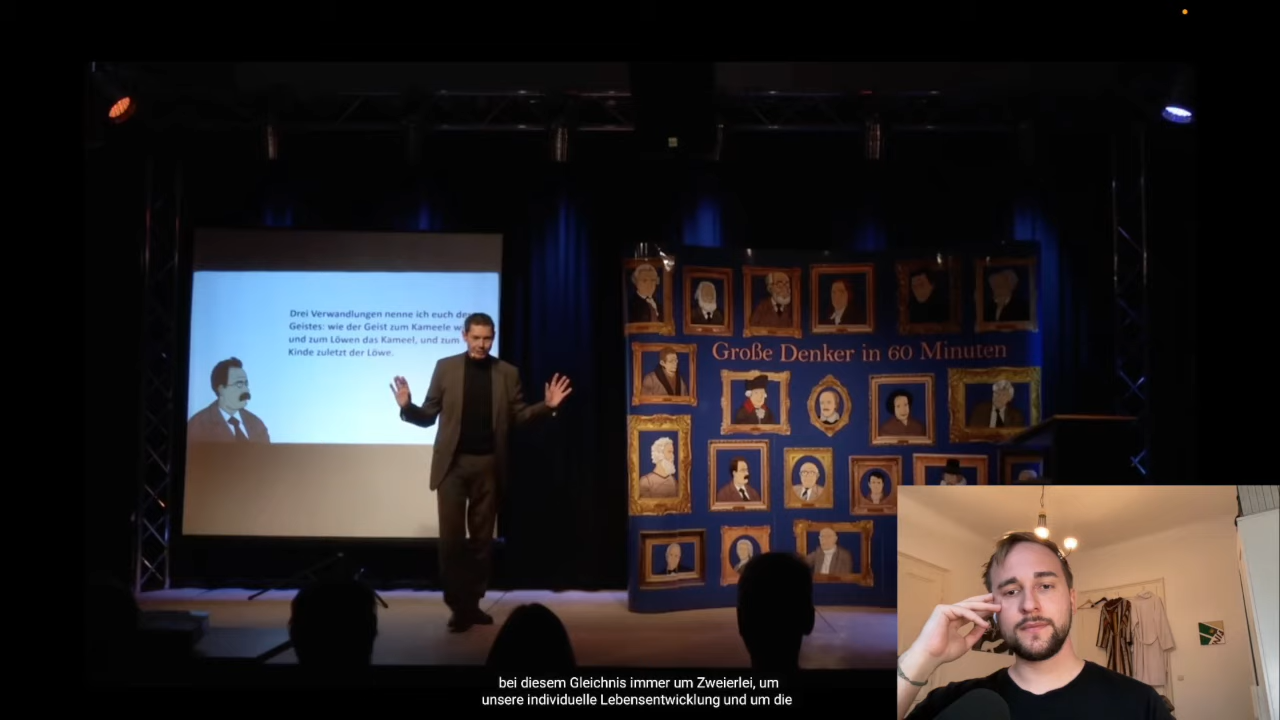 Drei Verwandlungen nenne ich euch
Geistes: wie der Geist zum Kameele
und zum Löwen das Kameel, und zum
Kinde zuletzt der Löwe.
Große Denker in 60 Minuten
bei diesem Gleichnis immer um Zweierlei, um
unsere individuelle Lebensentwicklung und um die